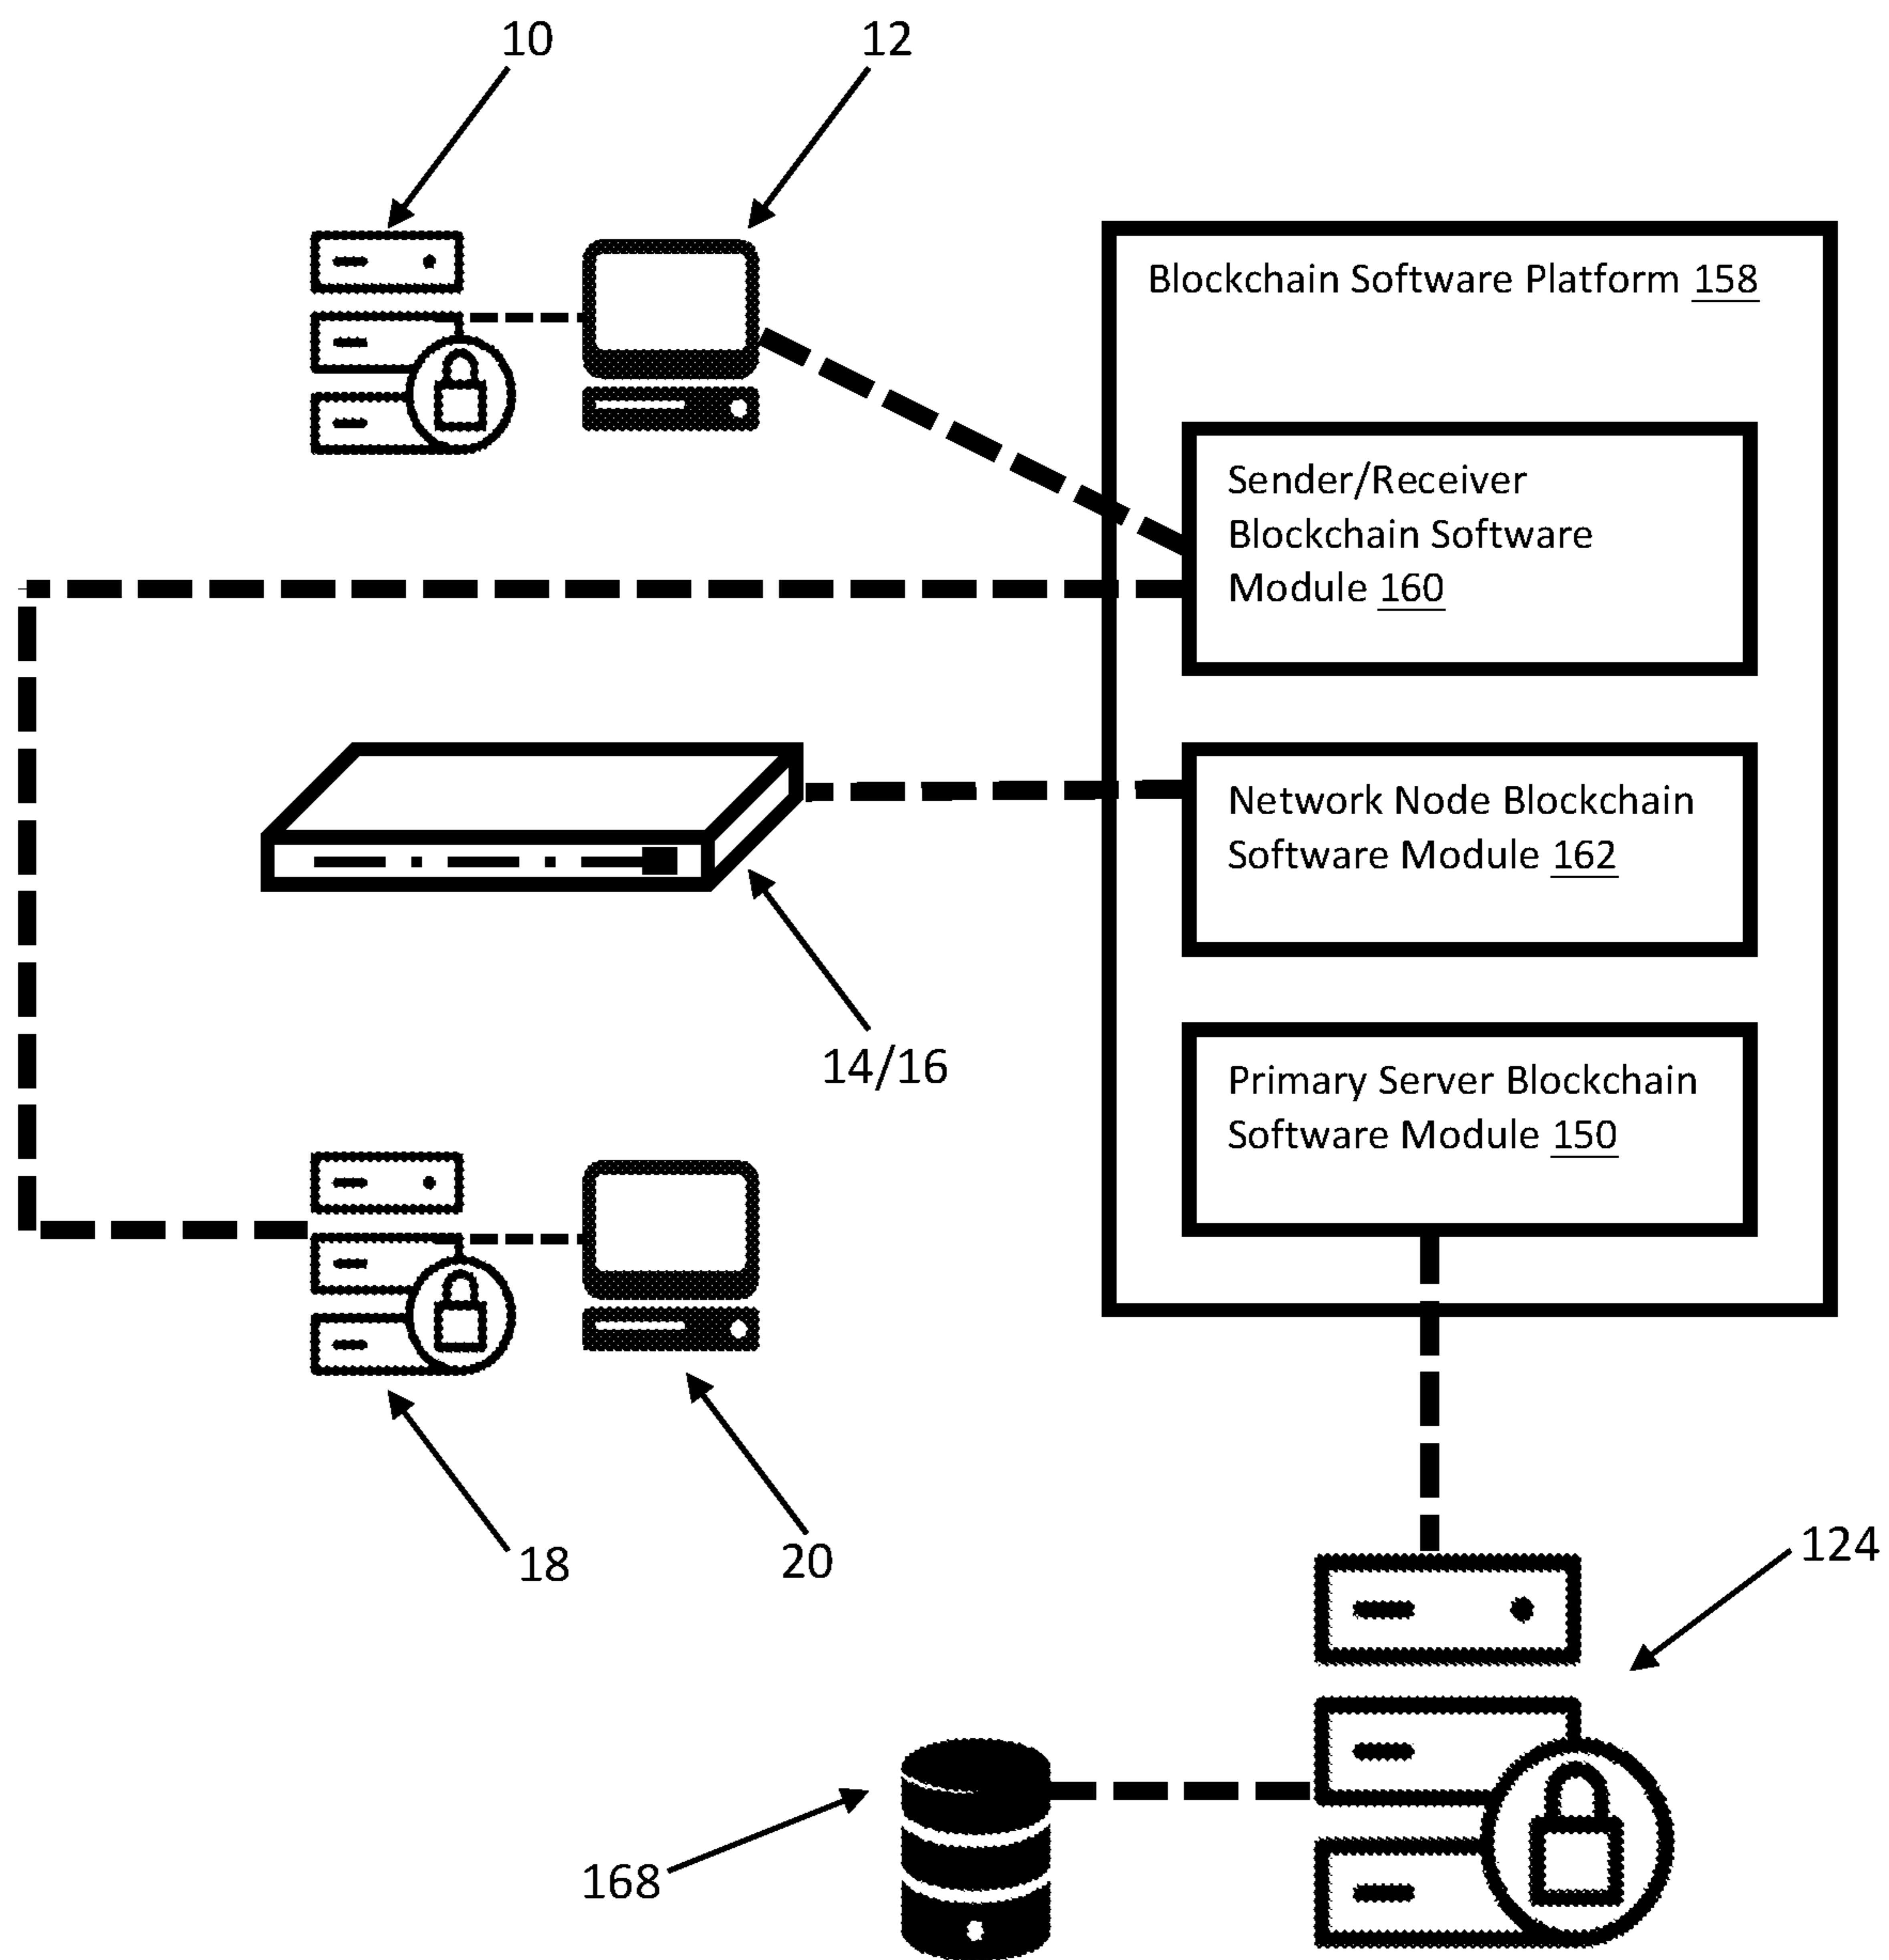 10
12
Blockchain Software Platform 158
Sender/Receiver
Blockchain Software
Module 160
Network Node Blockchain
Software Module 162
14/16
Primary Server Blockchain
Software Module 150
18
20
124
168